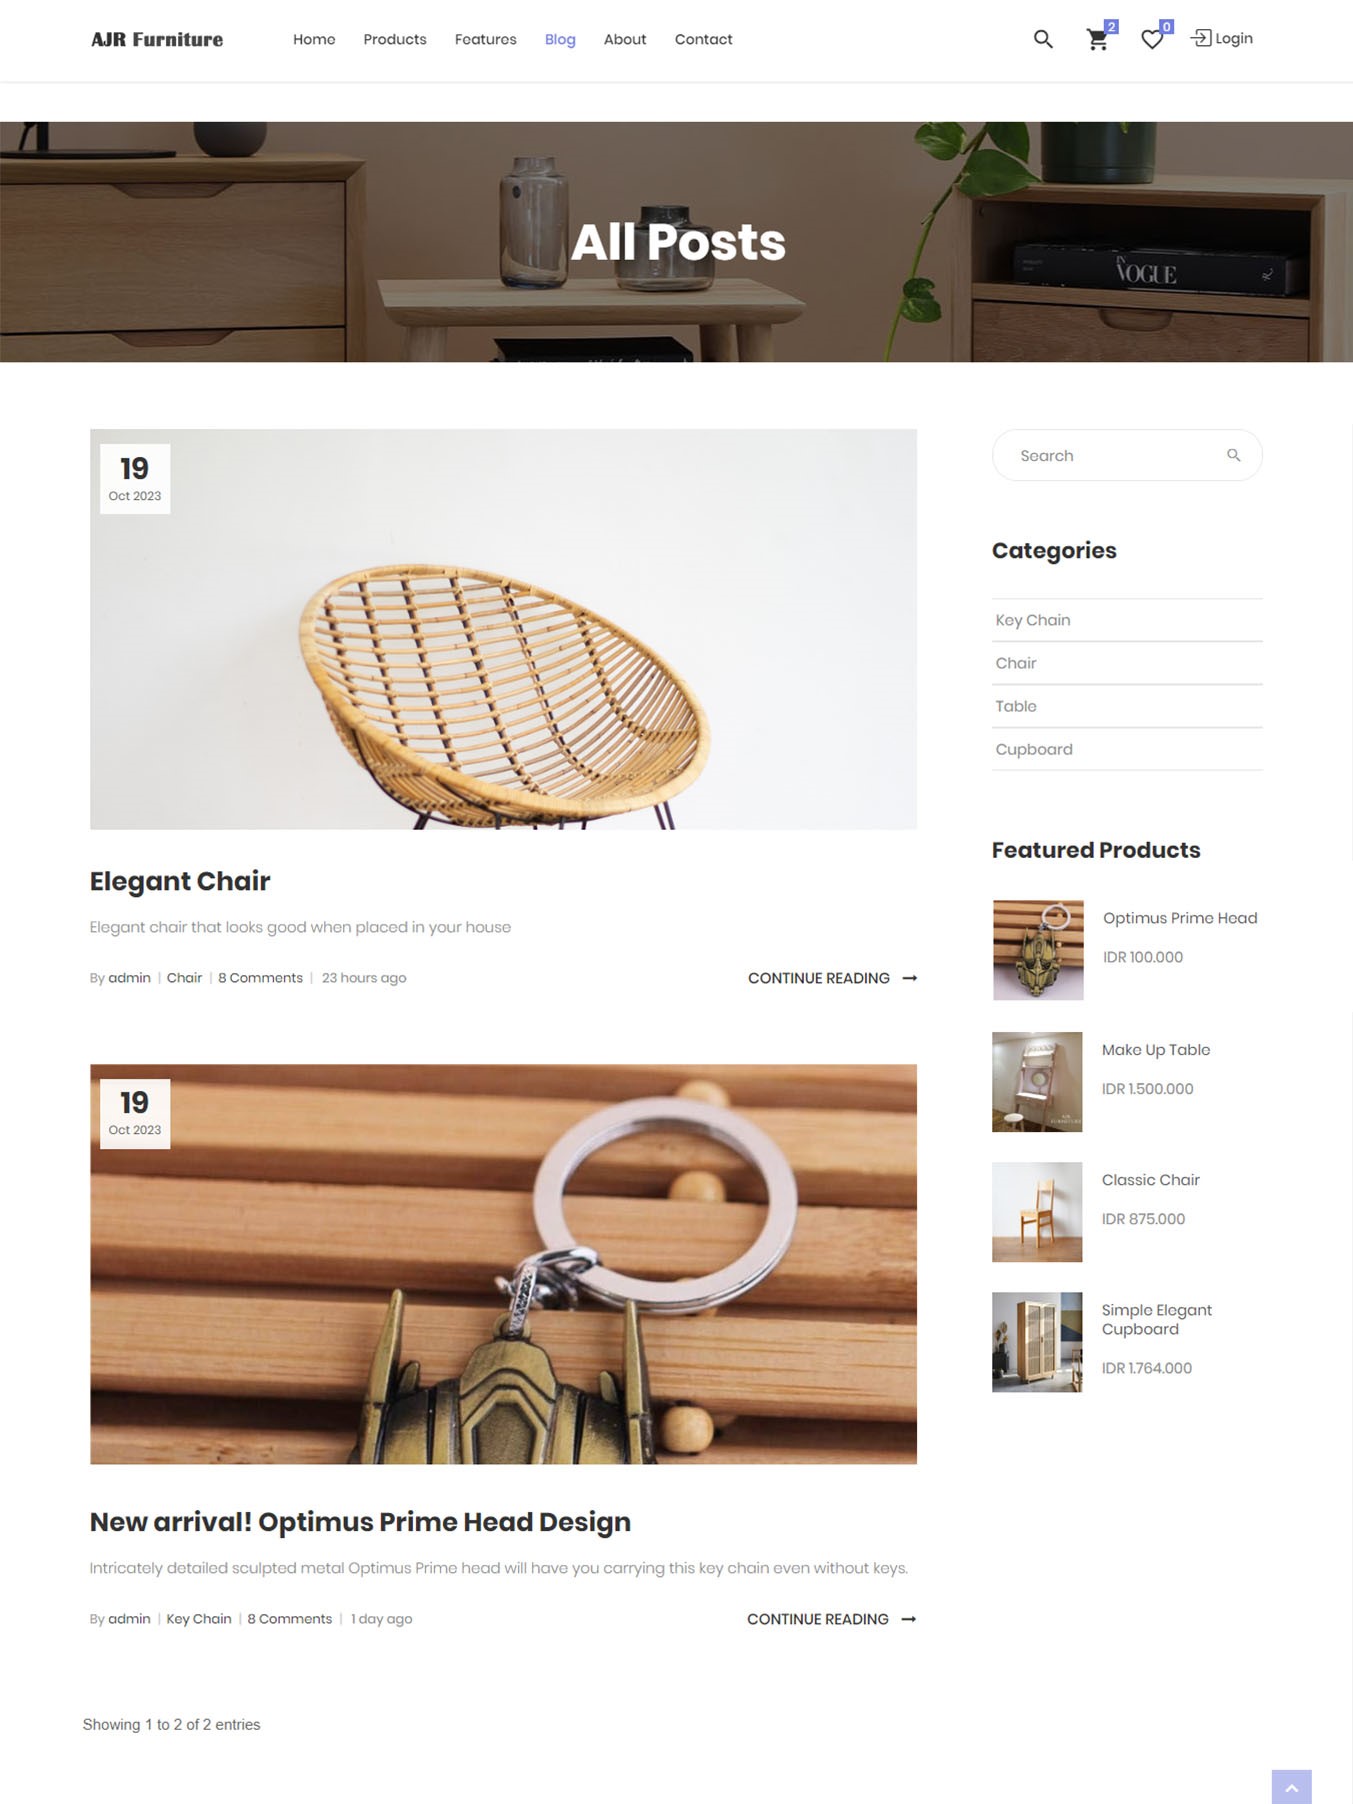 AJR Furniture
Home
Products
Features
Blog
About
Contact
2
0
Login
All Posts
IN
VOGUE
19
Oct 2023
Elegant Chair
Elegant chair that looks good when placed in your house
By admin | Chair | 8 Comments | 23 hours ago
CONTINUE READING
19
Oct 2023
New arrival! Optimus Prime Head Design
Intricately detailed sculpted metal Optimus Prime head will have you carrying this key chain even without keys.
By admin | Key Chain | 8 Comments | 1 day ago
CONTINUE READING
Showing 1 to 2 of 2 entries
Search
Categories
Key Chain
Chair
Table
Cupboard
Featured Products
Optimus Prime Head
IDR 100.000
Make Up Table
IDR 1.500.000
AJR
FURNITURE
Classic Chair
IDR 875.000
Simple Elegant
Cupboard
IDR 1.764.000